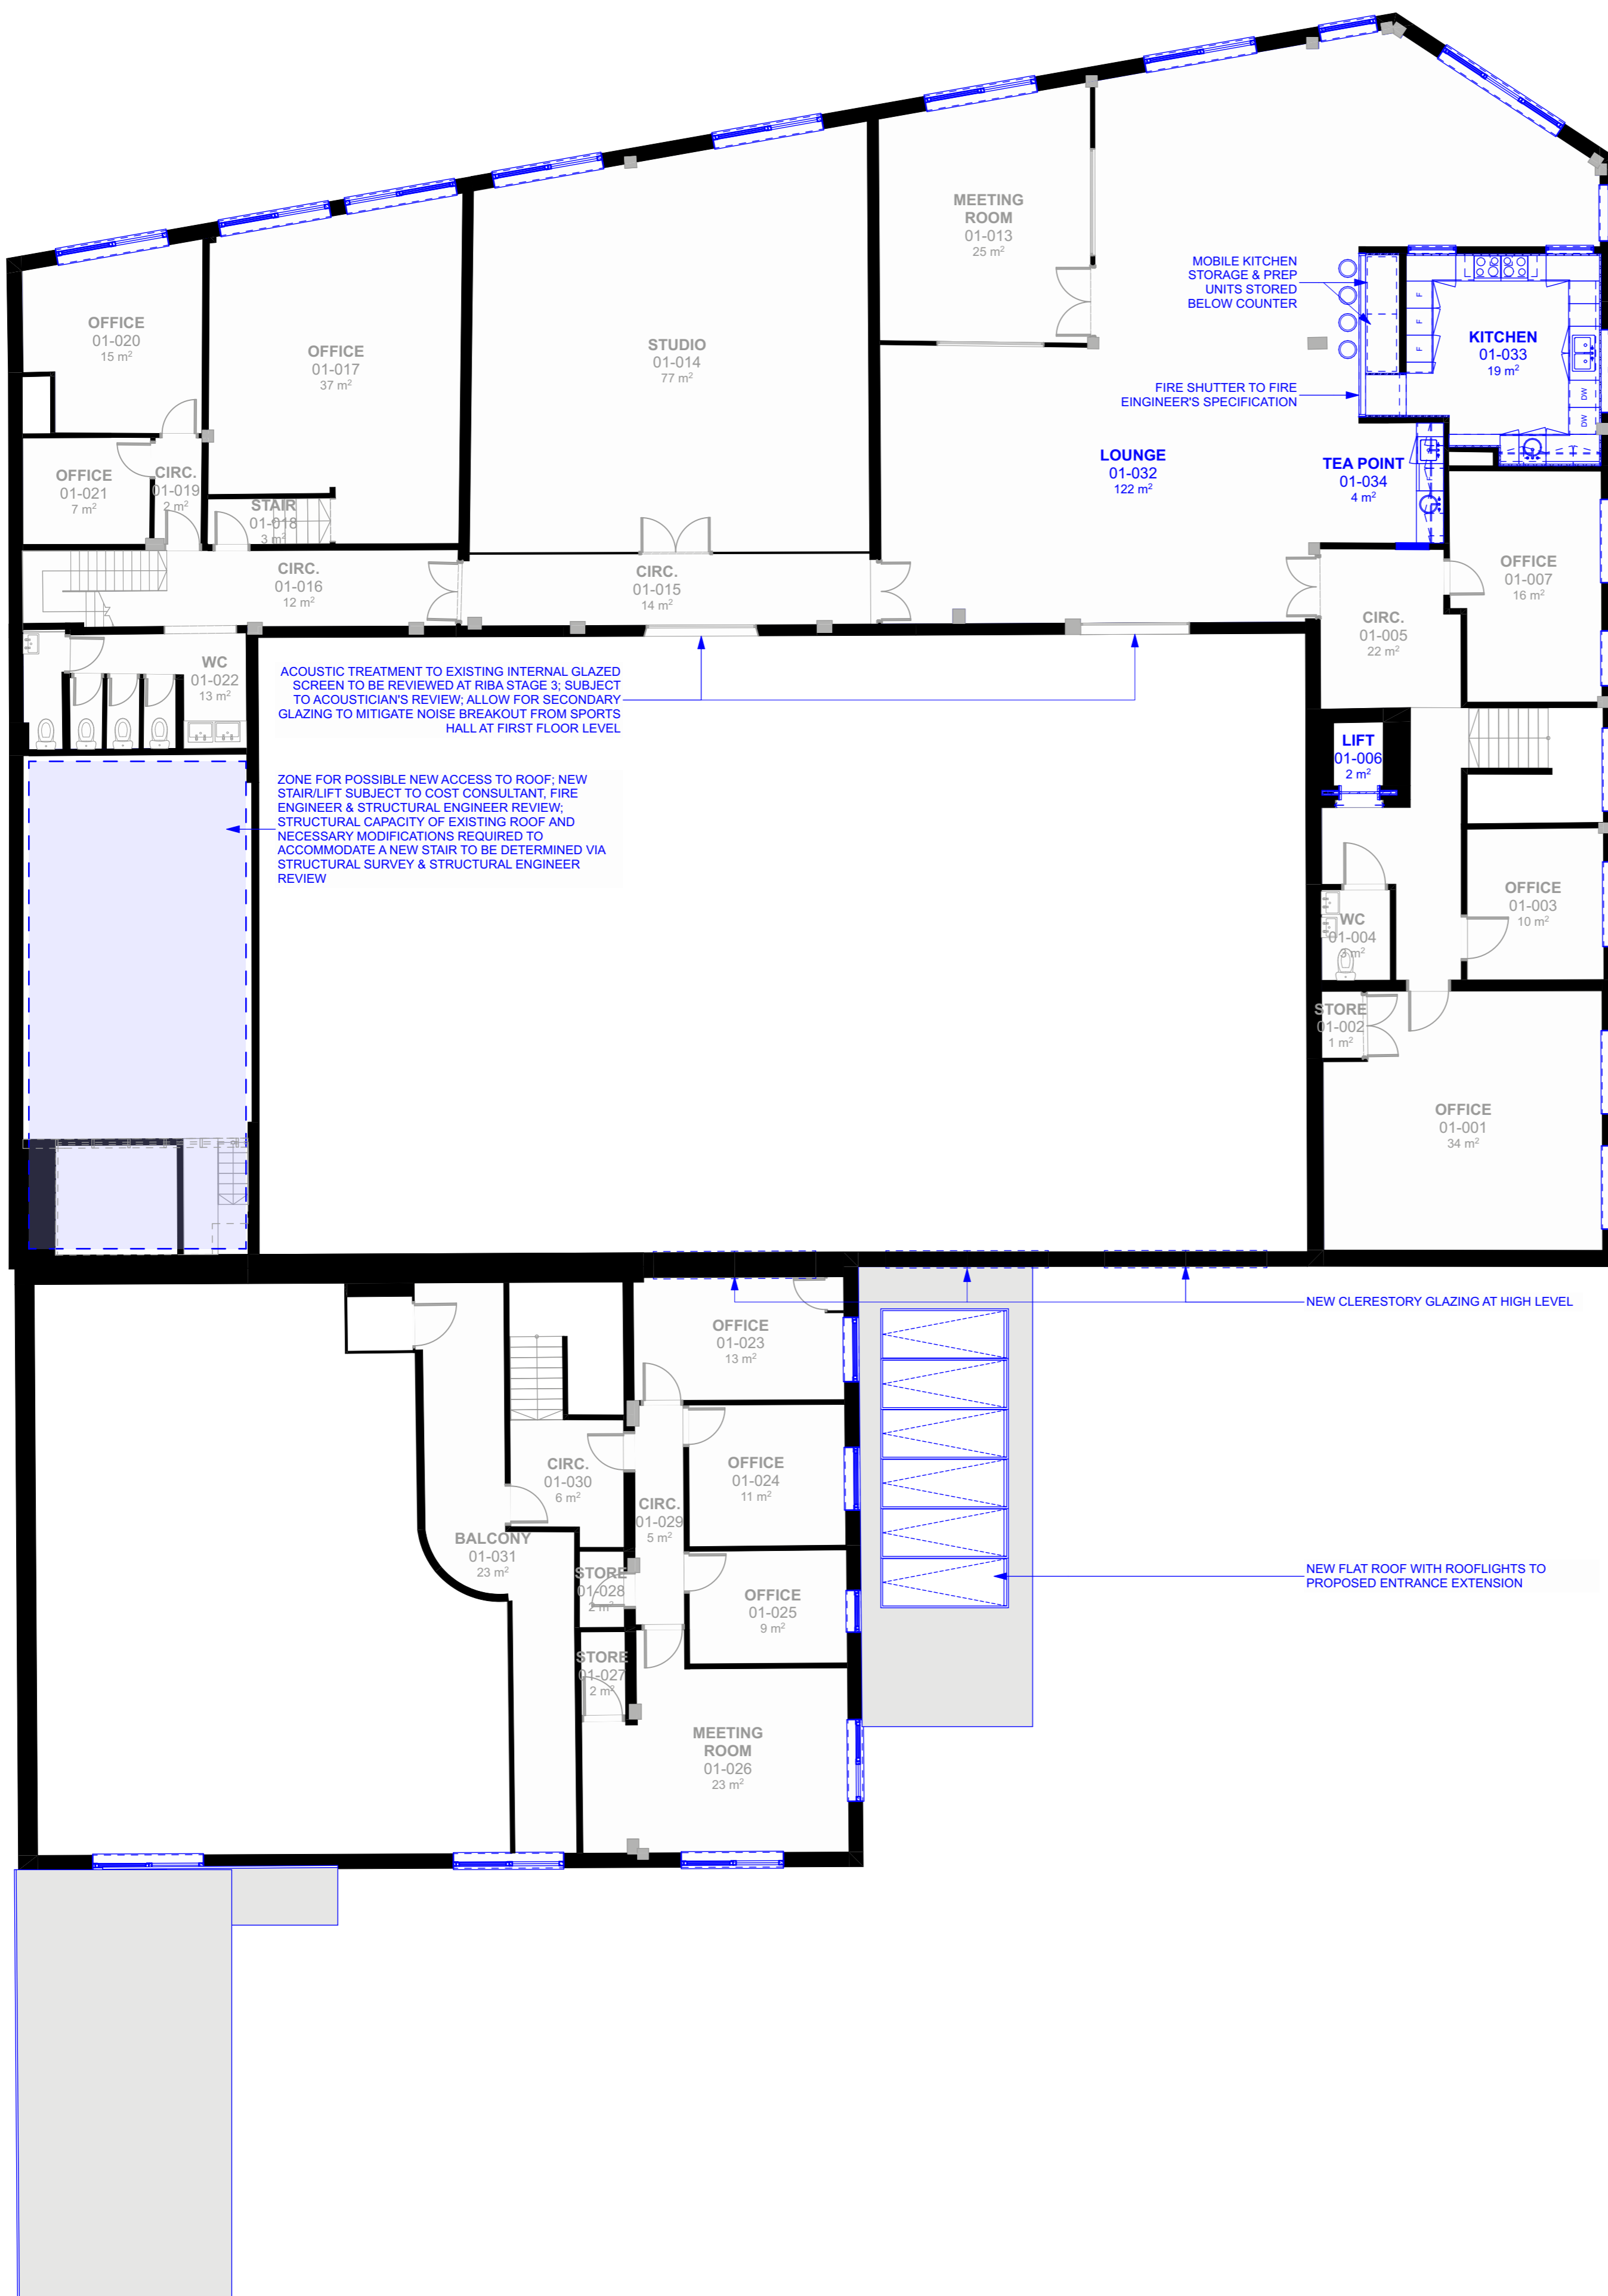 MEETING
ROOM
01-013
25 m²
MOBILE KITCHEN
STORAGE & PREP
UNITS STORED
BELOW COUNTER
F
F
F
KITCHEN
01-033
19 m²
DW
DW
OFFICE
01-020
15 m²
OFFICE
01-017
37 m²
STUDIO
01-014
77 m²
FIRE SHUTTER TO FIRE
EINGINEER'S SPECIFICATION
LOUNGE
01-032
122 m²
TEA POINT
01-034
4 m²
OFFICE
01-021
7 m²
CIRC.
01-019
2 m²
STAIR
01-018
3 m²
CIRC.
01-016
12 m²
CIRC.
01-015
14 m²
OFFICE
01-007
16 m²
CIRC.
01-005
22 m²
WC
01-022
13 m²
ACOUSTIC TREATMENT TO EXISTING INTERNAL GLAZED
SCREEN TO BE REVIEWED AT RIBA STAGE 3; SUBJECT
TO ACOUSTICIAN'S REVIEW; ALLOW FOR SECONDARY
GLAZING TO MITIGATE NOISE BREAKOUT FROM SPORTS
HALL AT FIRST FLOOR LEVEL
LIFT
01-006
2 m²
ZONE FOR POSSIBLE NEW ACCESS TO ROOF; NEW
STAIR/LIFT SUBJECT TO COST CONSULTANT, FIRE
ENGINEER & STRUCTURAL ENGINEER REVIEW;
STRUCTURAL CAPACITY OF EXISTING ROOF AND
NECESSARY MODIFICATIONS REQUIRED TO
ACCOMMODATE A NEW STAIR TO BE DETERMINED VIA
STRUCTURAL SURVEY & STRUCTURAL ENGINEER
REVIEW
OFFICE
01-003
10 m²
WC
01-004
3 m²
STORE
01-002
1 m²
OFFICE
01-001
34 m²
NEW CLERESTORY GLAZING AT HIGH LEVEL
OFFICE
01-023
13 m²
OFFICE
01-024
11 m²
CIRC.
01-030
6 m²
CIRC.
01-029
5 m²
BALCONY
01-031
23 m²
STORE
01-028
2 m²
OFFICE
01-025
9 m²
NEW FLAT ROOF WITH ROOFLIGHTS TO
PROPOSED ENTRANCE EXTENSION
STORE
01-027
2 m²
MEETING
ROOM
01-026
23 m²